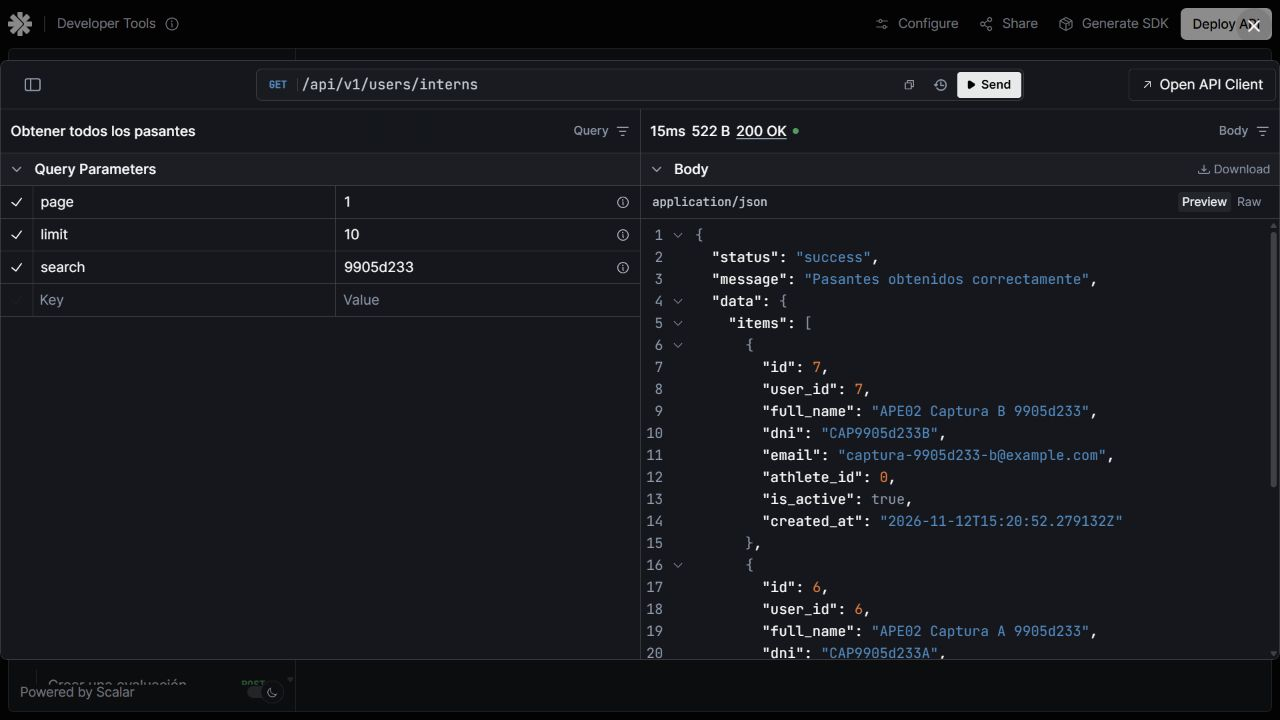 Developer Tools
Configure
Share
Generate SDK
Deploy API
GET /api/v1/users/interns
Send
Open API Client
Obtener todos los pasantes
Query
15ms 522 B 200 OK
Body
Query Parameters
Body
Download
page 1
limit 10
search 9905d233
Key Value
application/json
Preview Raw
1 {
2 "status": "success",
3 "message": "Pasantes obtenidos correctamente",
4 "data": {
5 "items": [
6 {
7 "id": 7,
8 "user_id": 7,
9 "full_name": "APE02 Captura B 9905d233",
10 "dni": "CAP9905d233B",
11 "email": "captura-9905d233-b@example.com",
12 "athlete_id": 0,
13 "is_active": true,
14 "created_at": "2026-11-12T15:20:52.279132Z"
15 },
16 {
17 "id": 6,
18 "user_id": 6,
19 "full_name": "APE02 Captura A 9905d233",
20 "dni": "CAP9905d233A",
Crear una evaluación POST
Powered by Scalar